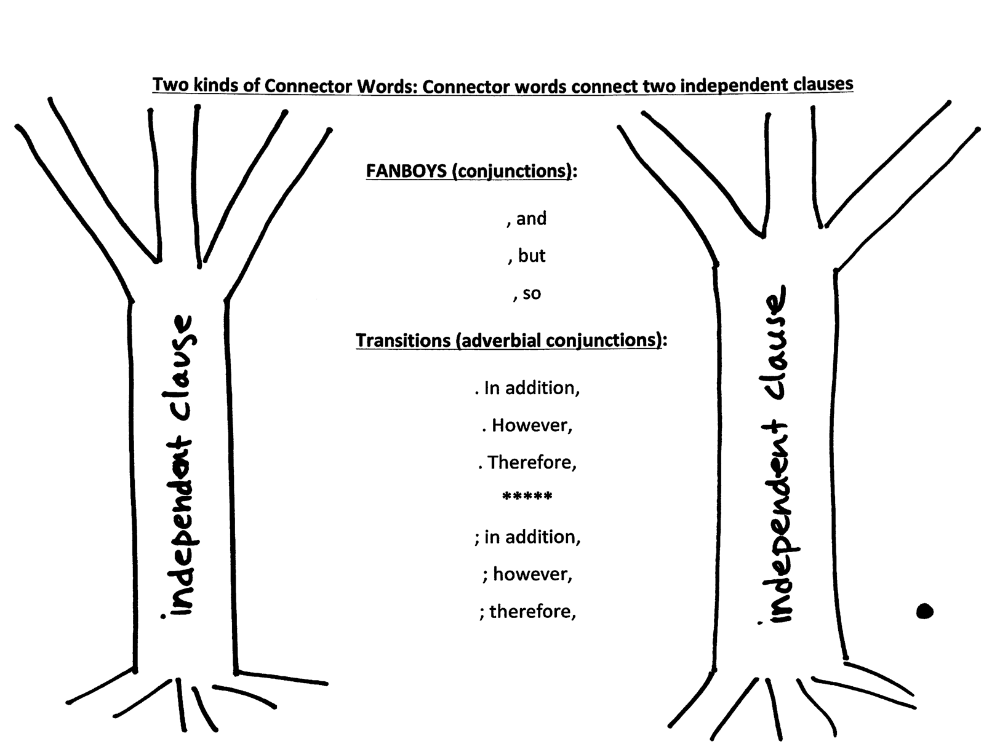 Two kinds of Connector Words: Connector words connect two independent clauses
FANBOYS (conjunctions):
, and
, but
, so
Transitions (adverbial conjunctions):
. In addition,
. However,
. Therefore,
*****
; in addition,
; however,
; therefore,
independent clause
independent clause